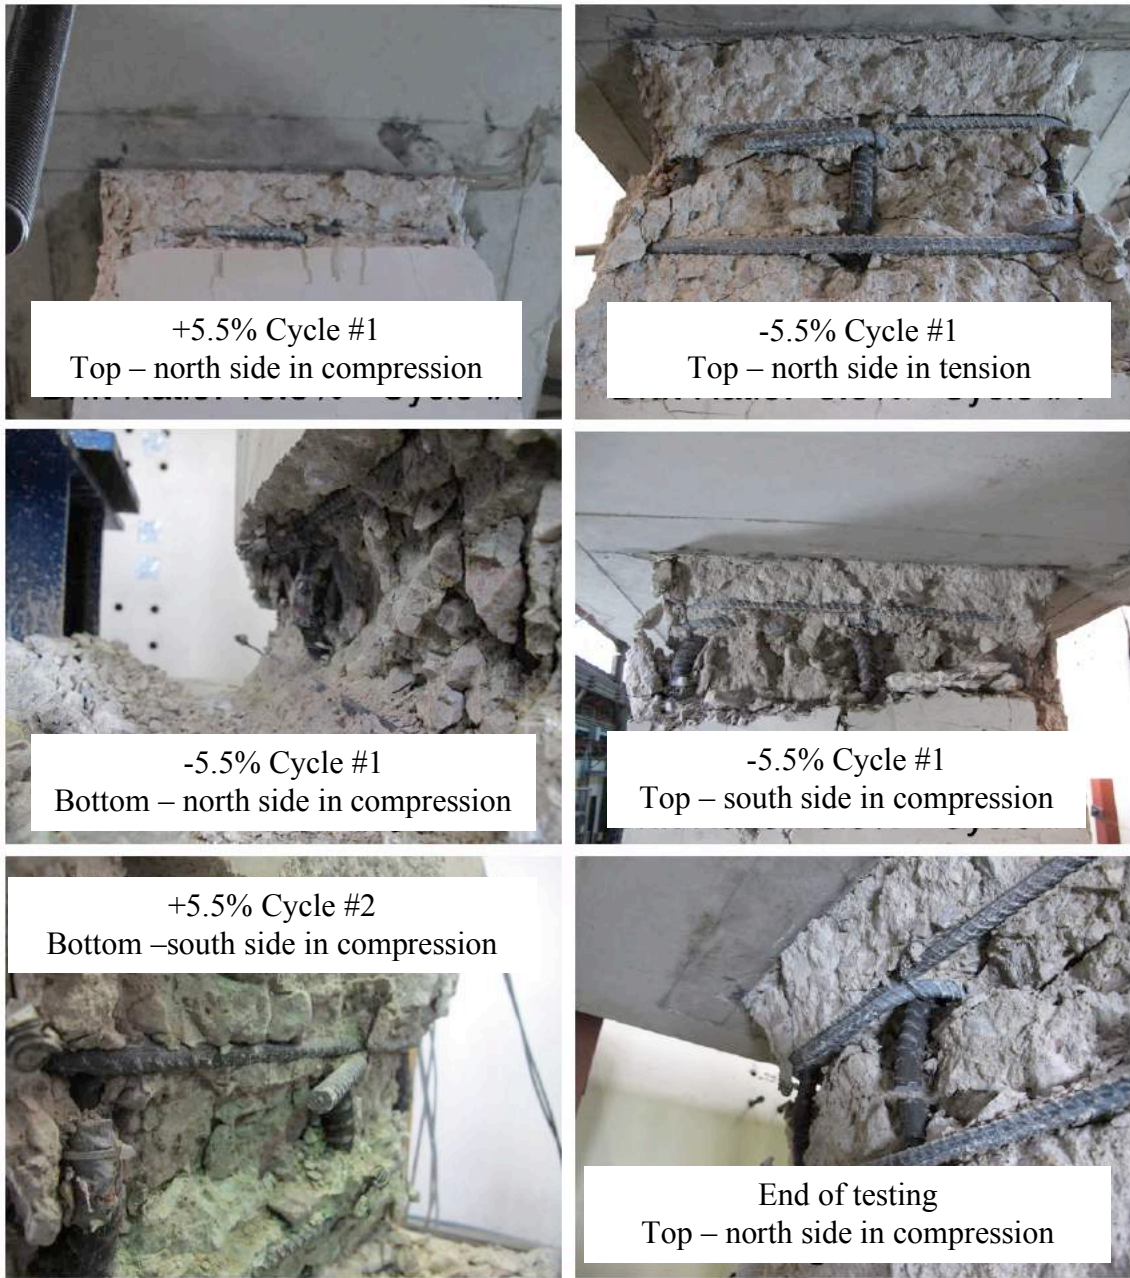 +5.5% Cycle #1
Top – north side in compression
-5.5% Cycle #1
Top – north side in tension
-5.5% Cycle #1
Bottom – north side in compression
-5.5% Cycle #1
Top – south side in compression
+5.5% Cycle #2
Bottom –south side in compression
End of testing
Top – north side in compression